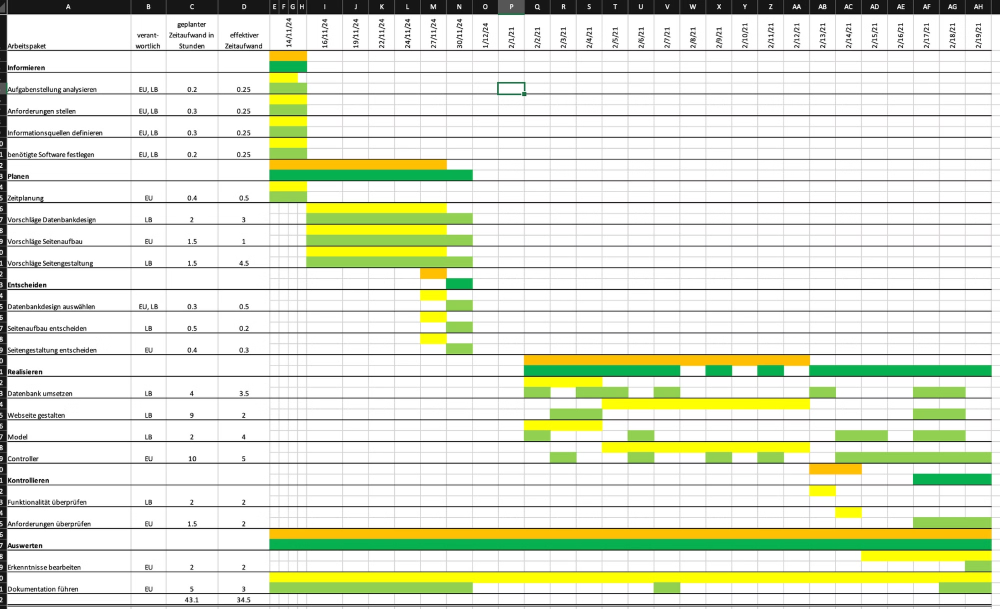 A B C D E F G H I J K L M N O P Q R S T U V W X Y Z AA AB AC AD AE AF AG AH
Arbeitspaket verant-wortlich geplanter Zeitaufwand in Stunden effektiver Zeitaufwand 14/11/24 16/11/24 19/11/24 22/11/24 24/11/24 27/11/24 30/11/24 1/12/24 2/1/21 2/2/21 2/3/21 2/4/21 2/5/21 2/6/21 2/7/21 2/8/21 2/9/21 2/10/21 2/11/21 2/12/21 2/13/21 2/14/21 2/15/21 2/16/21 2/17/21 2/18/21 2/19/21
Informieren
Aufgabenstellung analysieren EU, LB 0.2 0.25
Anforderungen stellen EU, LB 0.3 0.25
Informationsquellen definieren EU, LB 0.3 0.25
benötigte Software festlegen EU, LB 0.2 0.25
Planen
Zeitplanung EU 0.4 0.5
Vorschläge Datenbankdesign LB 2 3
Vorschläge Seitenaufbau EU 1.5 1
Vorschläge Seitengestaltung LB 1.5 4.5
Entscheiden
Datenbankdesign auswählen EU, LB 0.3 0.5
Seitenaufbau entscheiden LB 0.5 0.2
Seitengestaltung entscheiden EU 0.4 0.3
Realisieren
Datenbank umsetzen LB 4 3.5
Webseite gestalten LB 9 2
Model LB 2 4
Controller EU 10 5
Kontrollieren
Funktionalität überprüfen LB 2 2
Anforderungen überprüfen EU 1.5 2
Auswerten
Erkenntnisse bearbeiten EU 2 2
Dokumentation führen EU 5 3
43.1 34.5